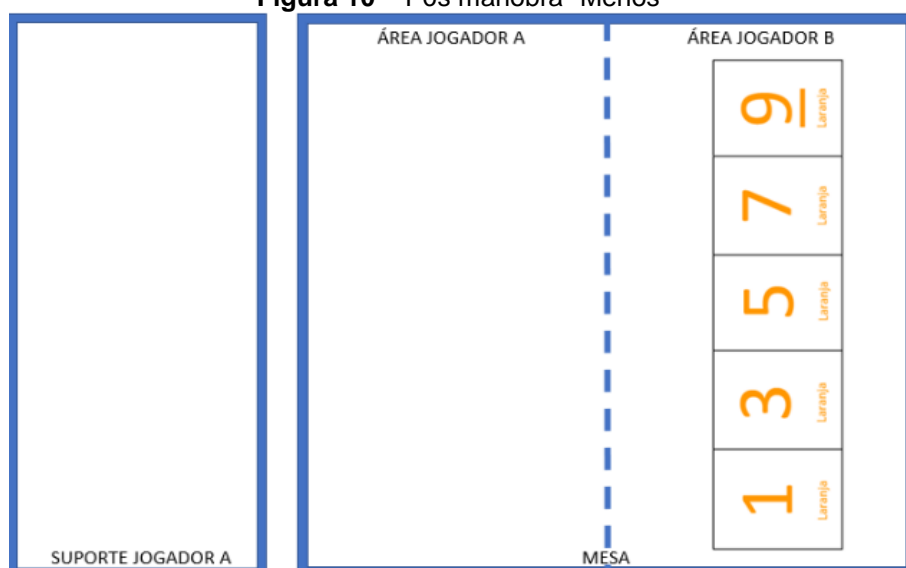 Figura 10 – Pós manobra "Menos"
ÁREA JOGADOR A
ÁREA JOGADOR B
9
Laranja
7
Laranja
5
Laranja
3
Laranja
1
Laranja
SUPORTE JOGADOR A
MESA